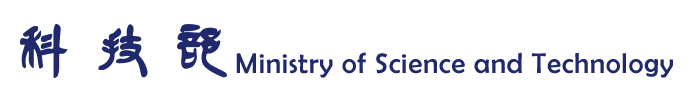 科技部 Ministry of Science and Technology